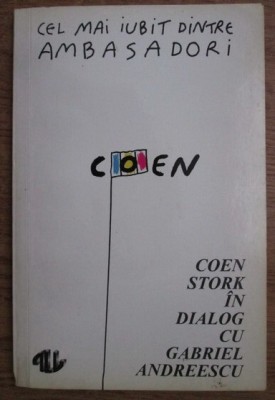 CEL MAI IUBIT DINTRE
AMBASADORI
COEN
COEN
STORK
ÎN
DIALOG
CU
GABRIEL
ANDREESCU